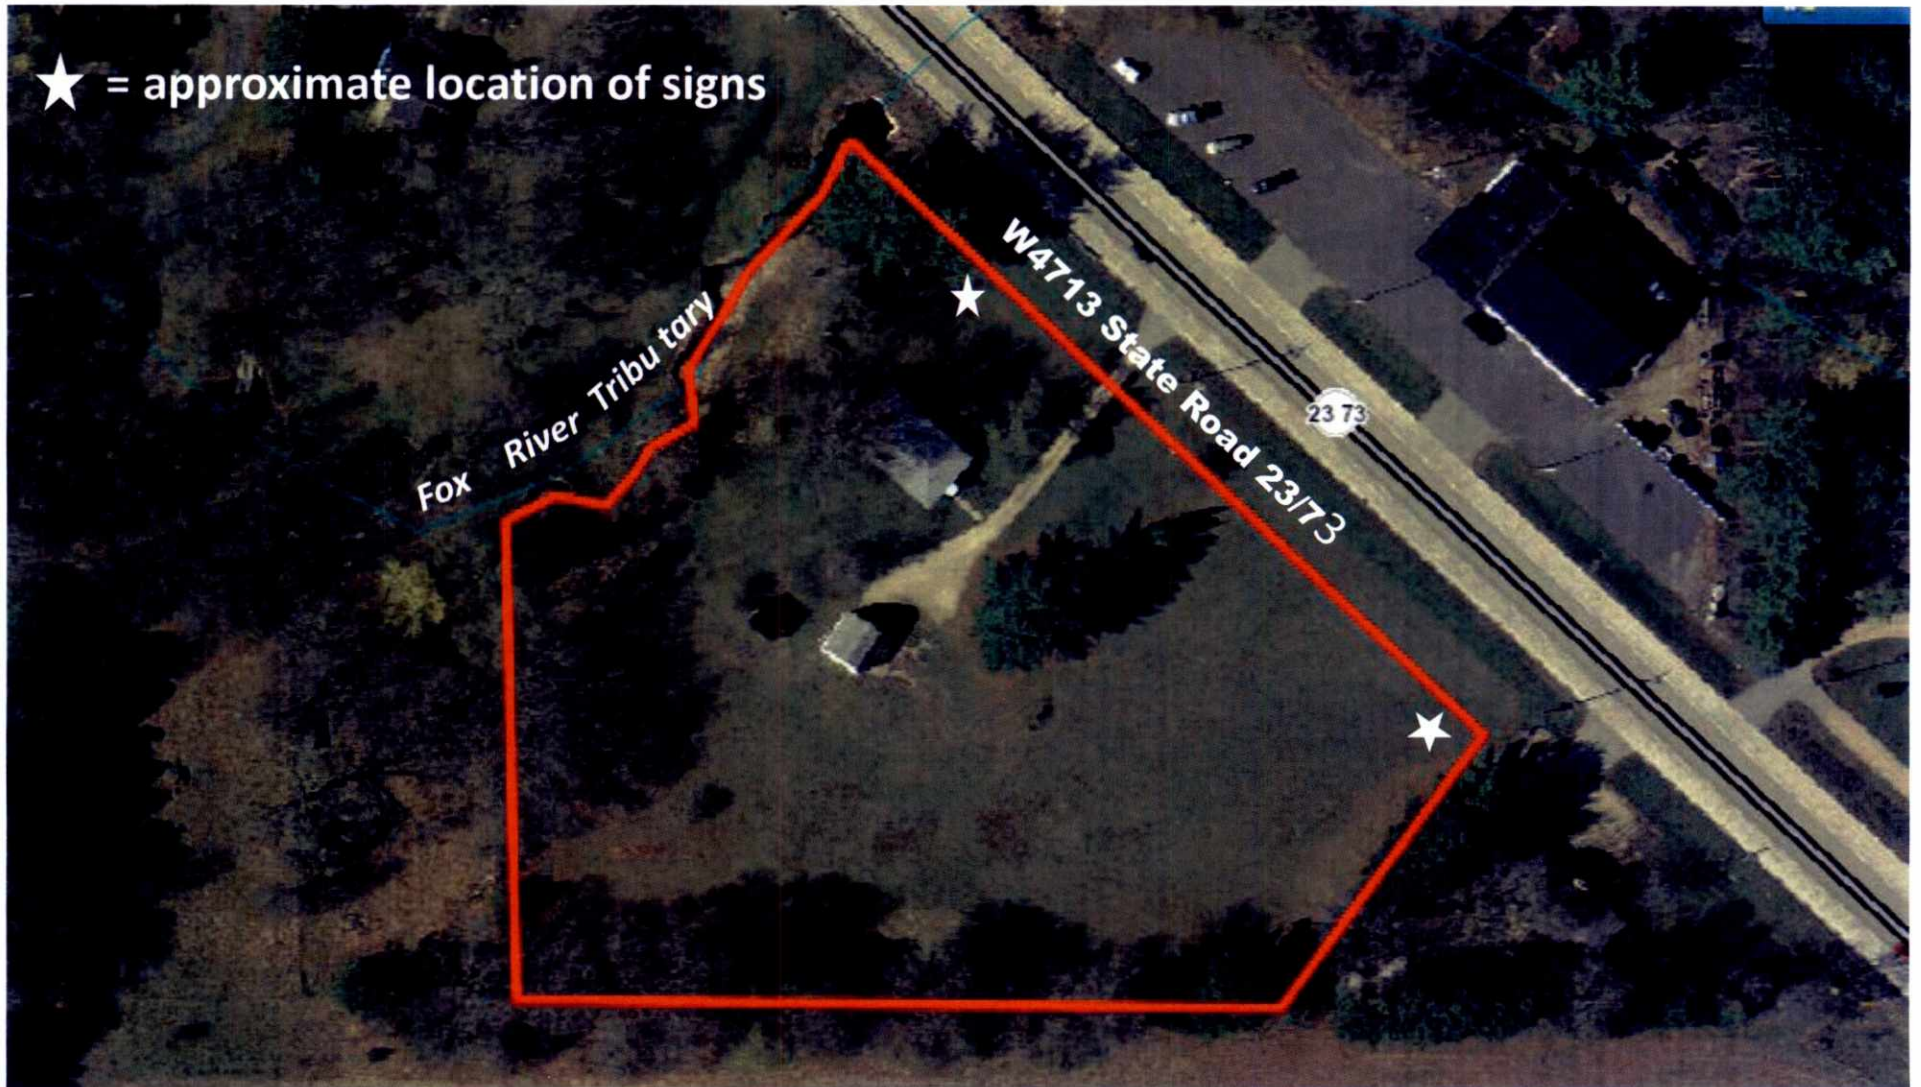 ★ = approximate location of signs
W4713 State Road 23/73
Fox River Tributary
23 73